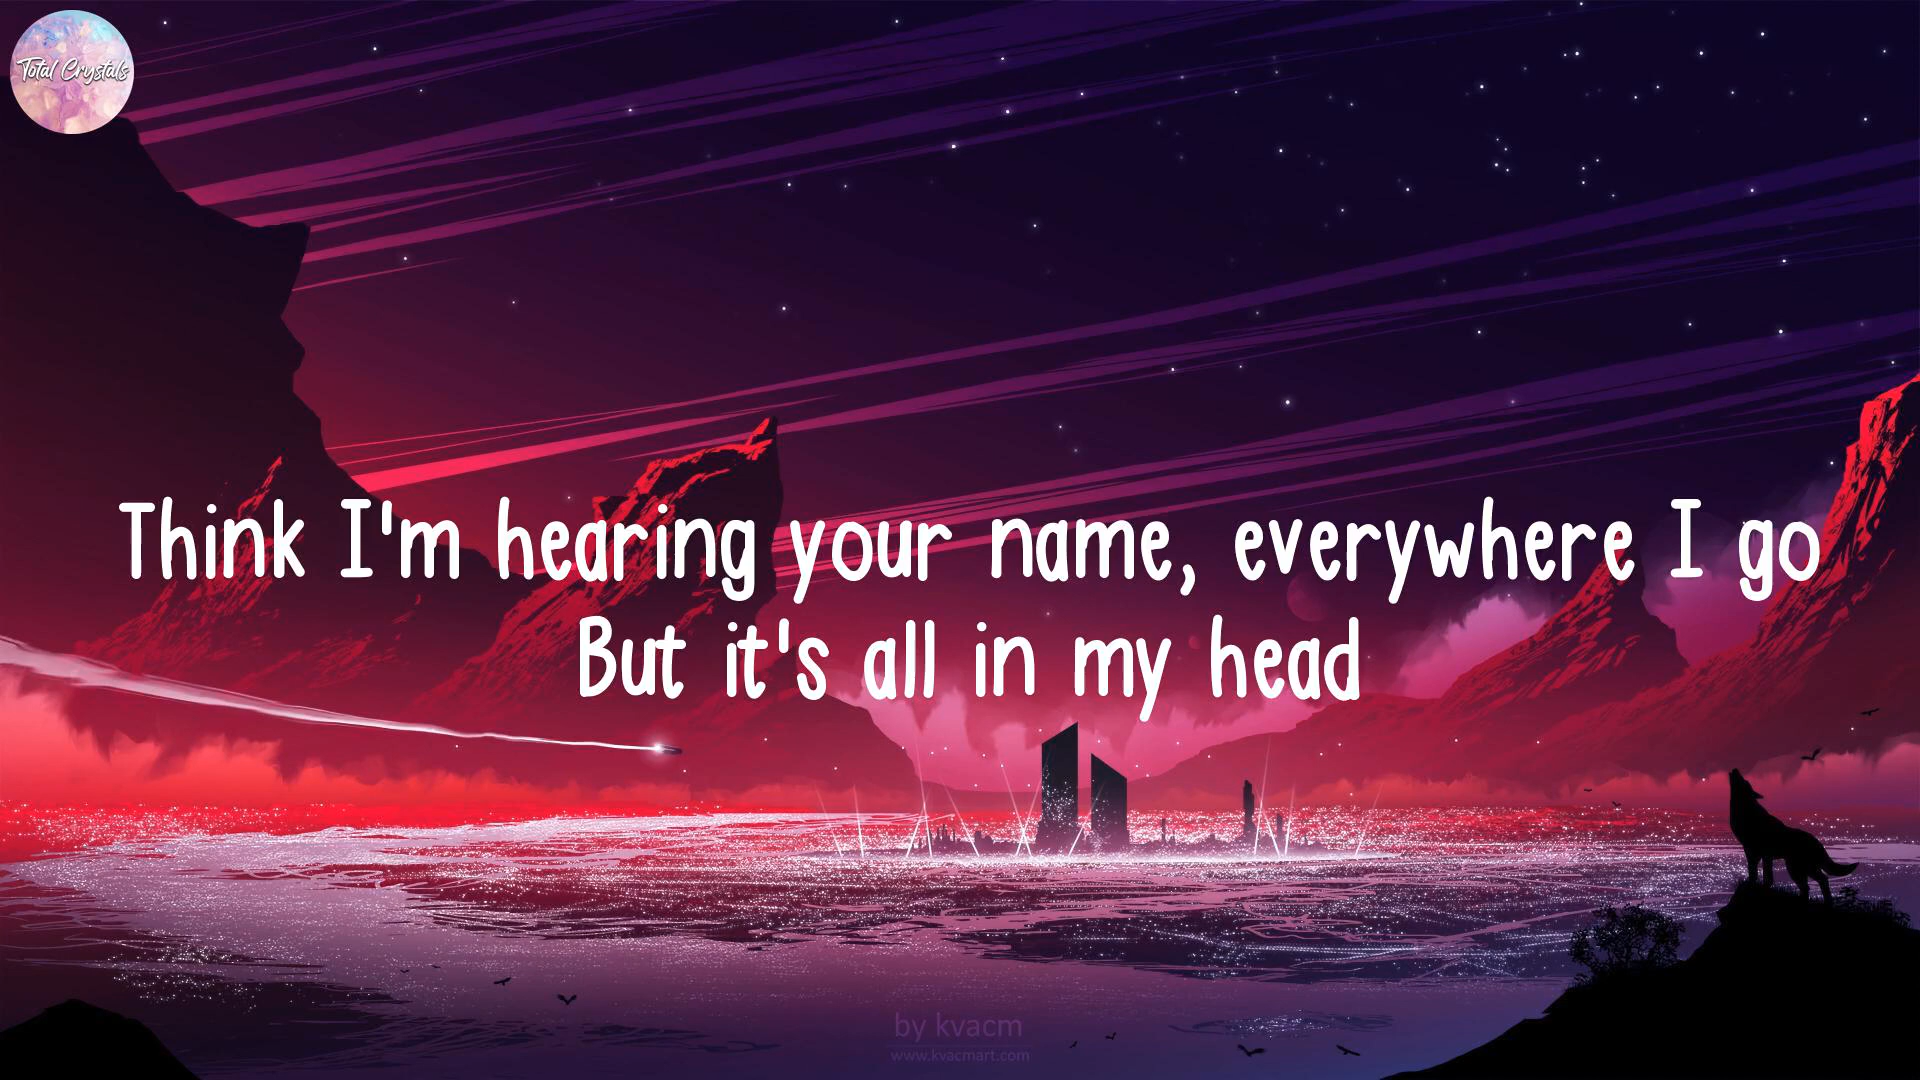 Total Crystals
Think I'm hearing your name, everywhere I go
But it's all in my head
by kvacm
www.kvacmart.com